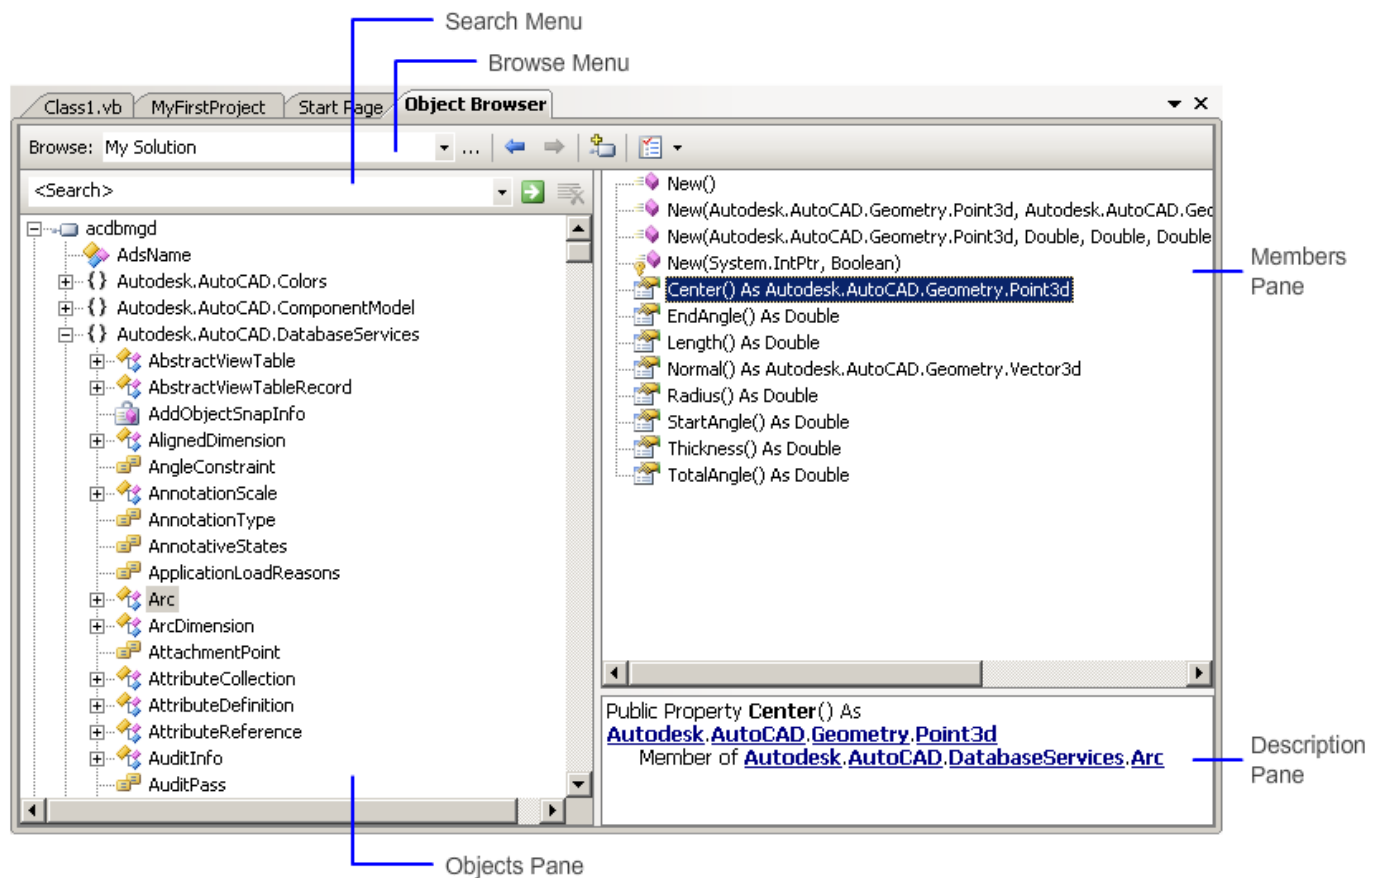 Search Menu
Browse Menu
Class1.vb MyFirstProject Start Page Object Browser
Browse: My Solution
<Search>
acdbmgd
AdsName
Autodesk.AutoCAD.Colors
Autodesk.AutoCAD.ComponentModel
Autodesk.AutoCAD.DatabaseServices
AbstractViewTable
AbstractViewTableRecord
AddObjectSnapInfo
AlignedDimension
AngleConstraint
AnnotationScale
AnnotationType
AnnotativeStates
ApplicationLoadReasons
Arc
ArcDimension
AttachmentPoint
AttributeCollection
AttributeDefinition
AttributeReference
AuditInfo
AuditPass
New()
New(Autodesk.AutoCAD.Geometry.Point3d, Autodesk.AutoCAD.Geo
New(Autodesk.AutoCAD.Geometry.Point3d, Double, Double, Double
New(System.IntPtr, Boolean)
Center() As Autodesk.AutoCAD.Geometry.Point3d
EndAngle() As Double
Length() As Double
Normal() As Autodesk.AutoCAD.Geometry.Vector3d
Radius() As Double
StartAngle() As Double
Thickness() As Double
TotalAngle() As Double
Members
Pane
Public Property Center() As
Autodesk.AutoCAD.Geometry.Point3d
Member of Autodesk.AutoCAD.DatabaseServices.Arc
Description
Pane
Objects Pane